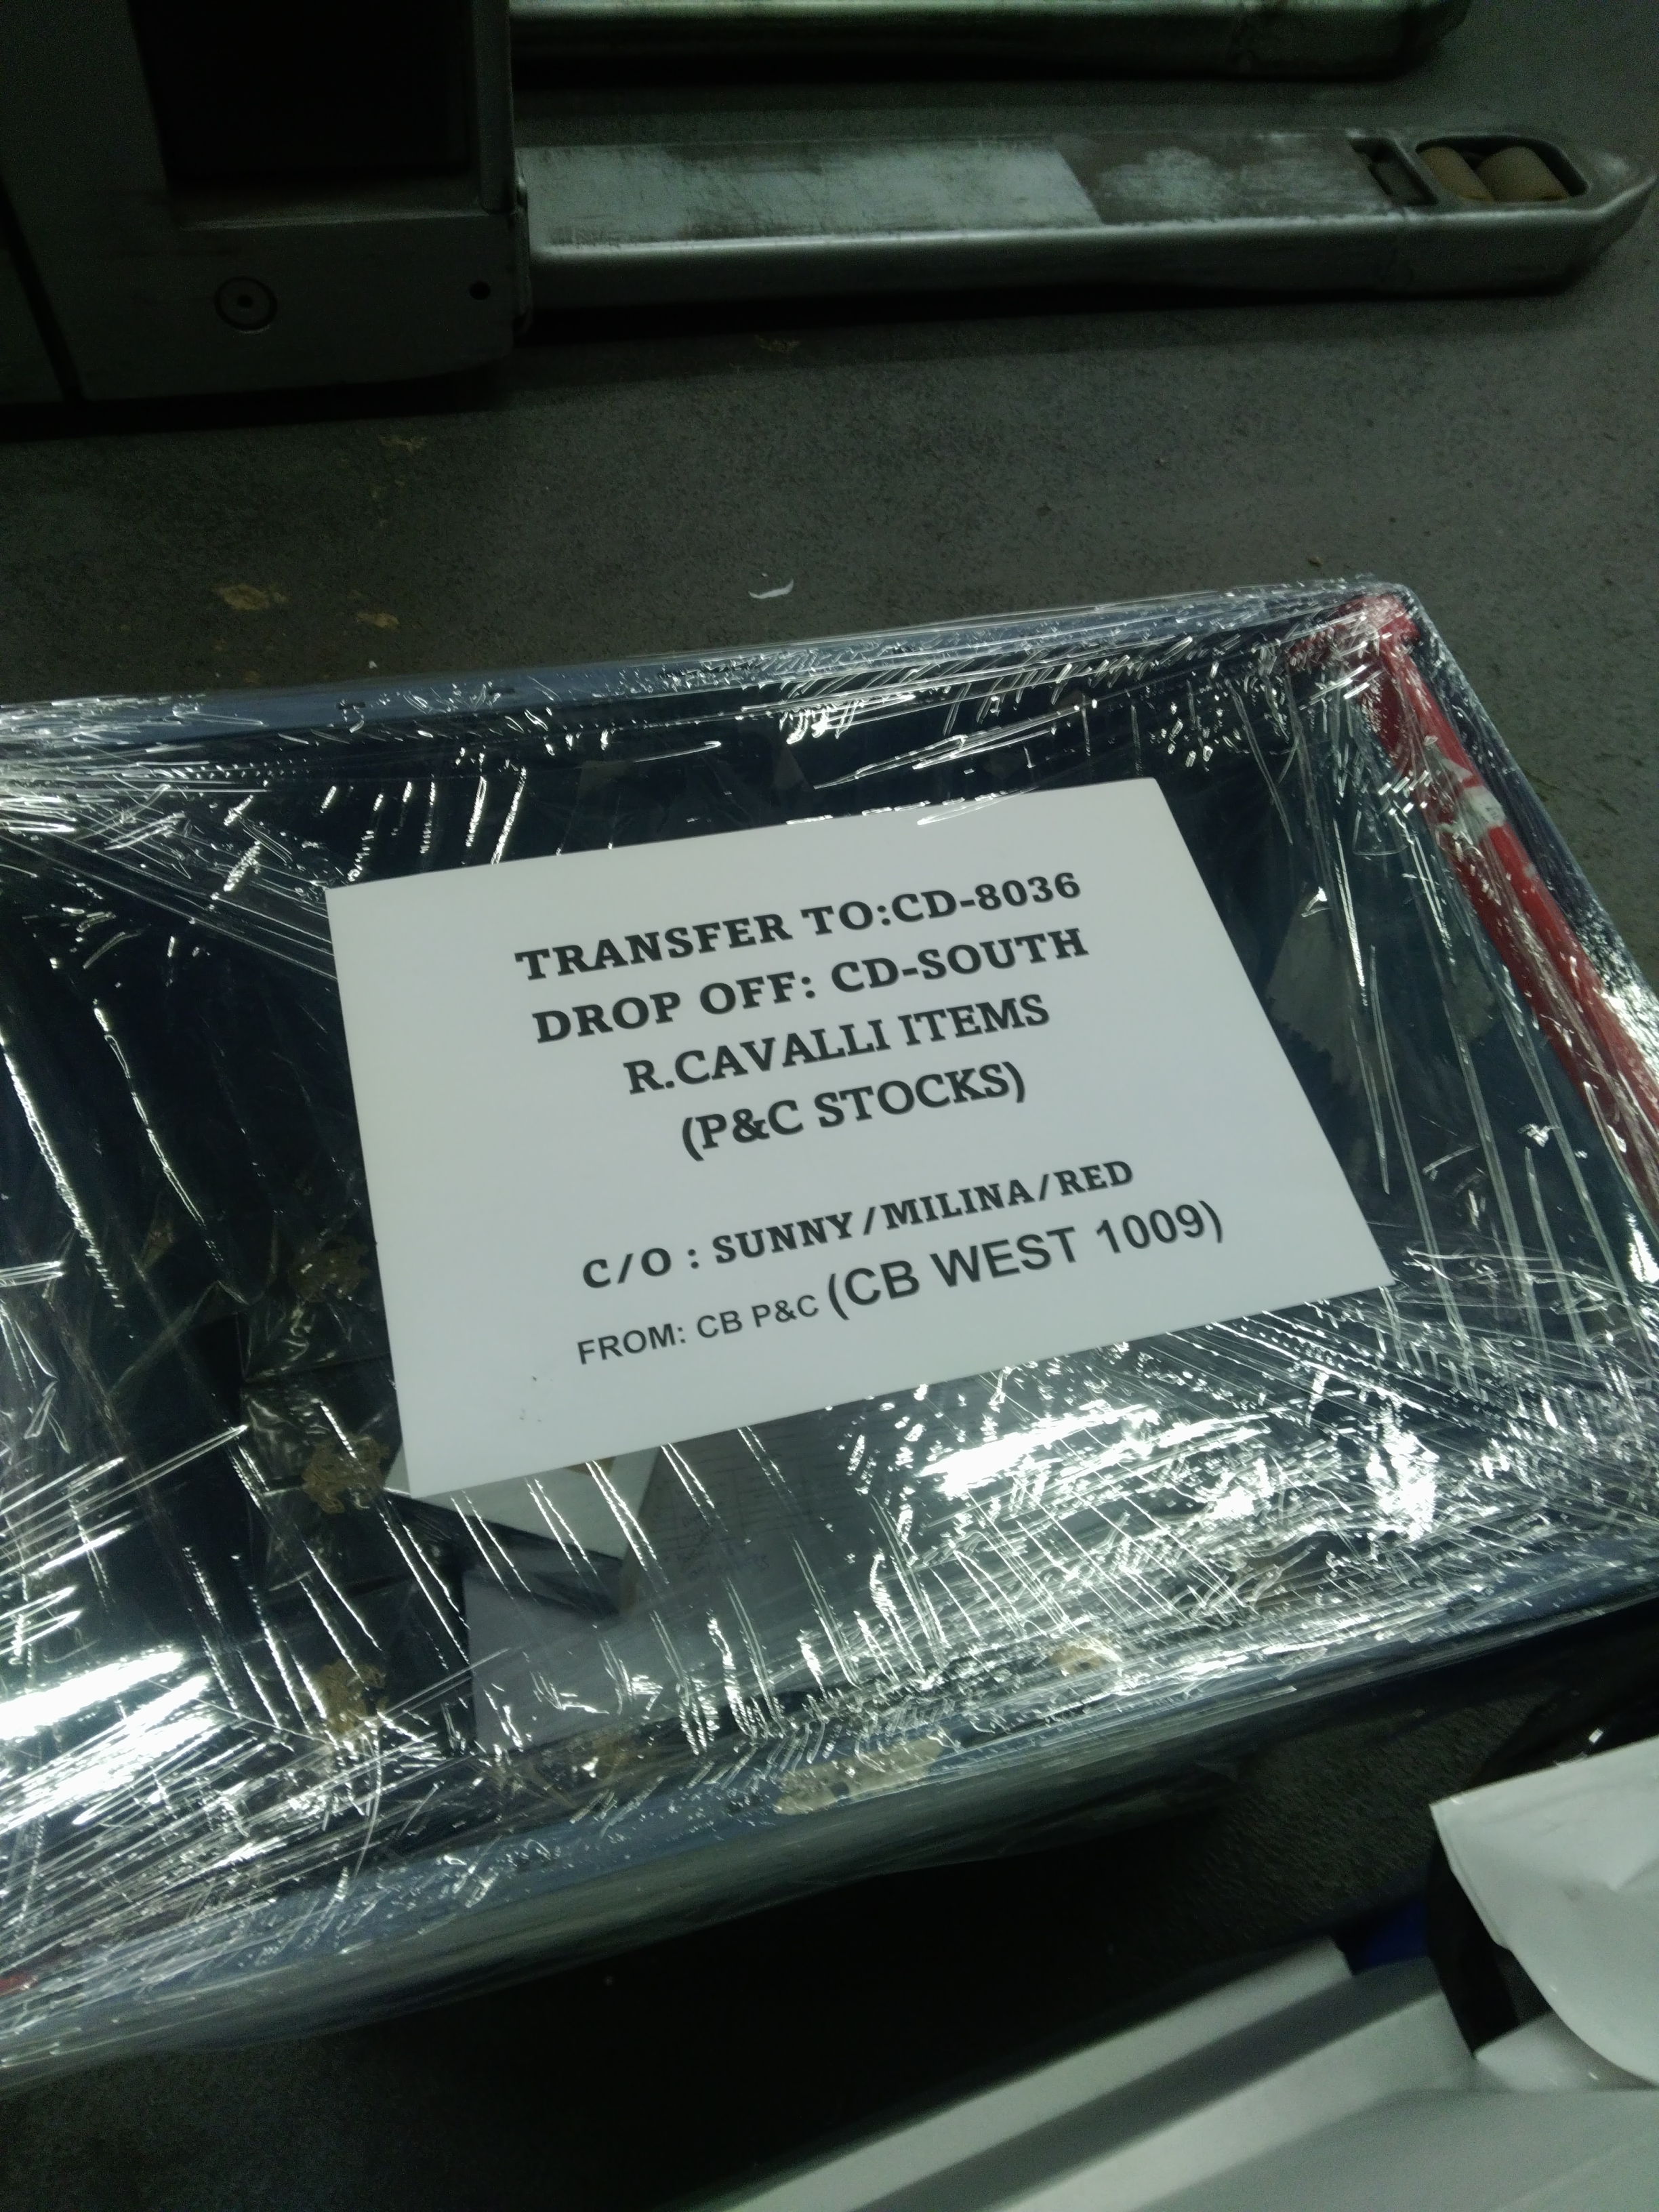 TRANSFER TO:CD-8036
DROP OFF: CD-SOUTH
R.CAVALLI ITEMS
(P&C STOCKS)
C/O : SUNNY/MILINA/RED
FROM: CB P&C (CB WEST 1009)